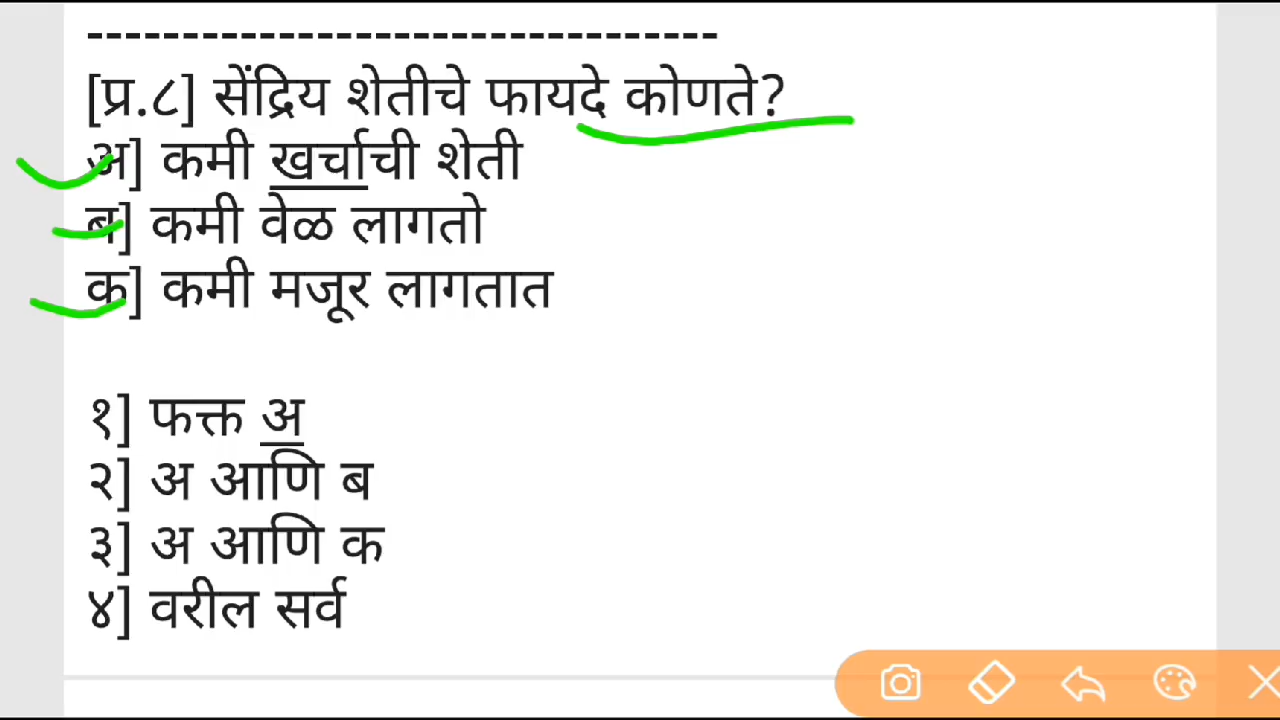 ---------------------------------
[प्र.८] सेंद्रिय शेतीचे फायदे कोणते?
अ] कमी खर्चाची शेती
ब] कमी वेळ लागतो
क] कमी मजूर लागतात
१] फक्त अ
२] अ आणि ब
३] अ आणि क
४] वरील सर्व